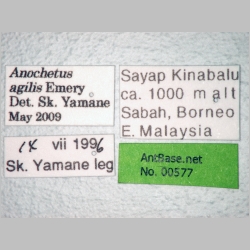 Anochetus
agilis Emery
Det. Sk. Yamane
May 2009
Sayap Kinabalu
ca. 1000 m alt
Sabah, Borneo
E. Malaysia
14 vii 1996
Sk. Yamane leg
AntBase.net
No. 00577